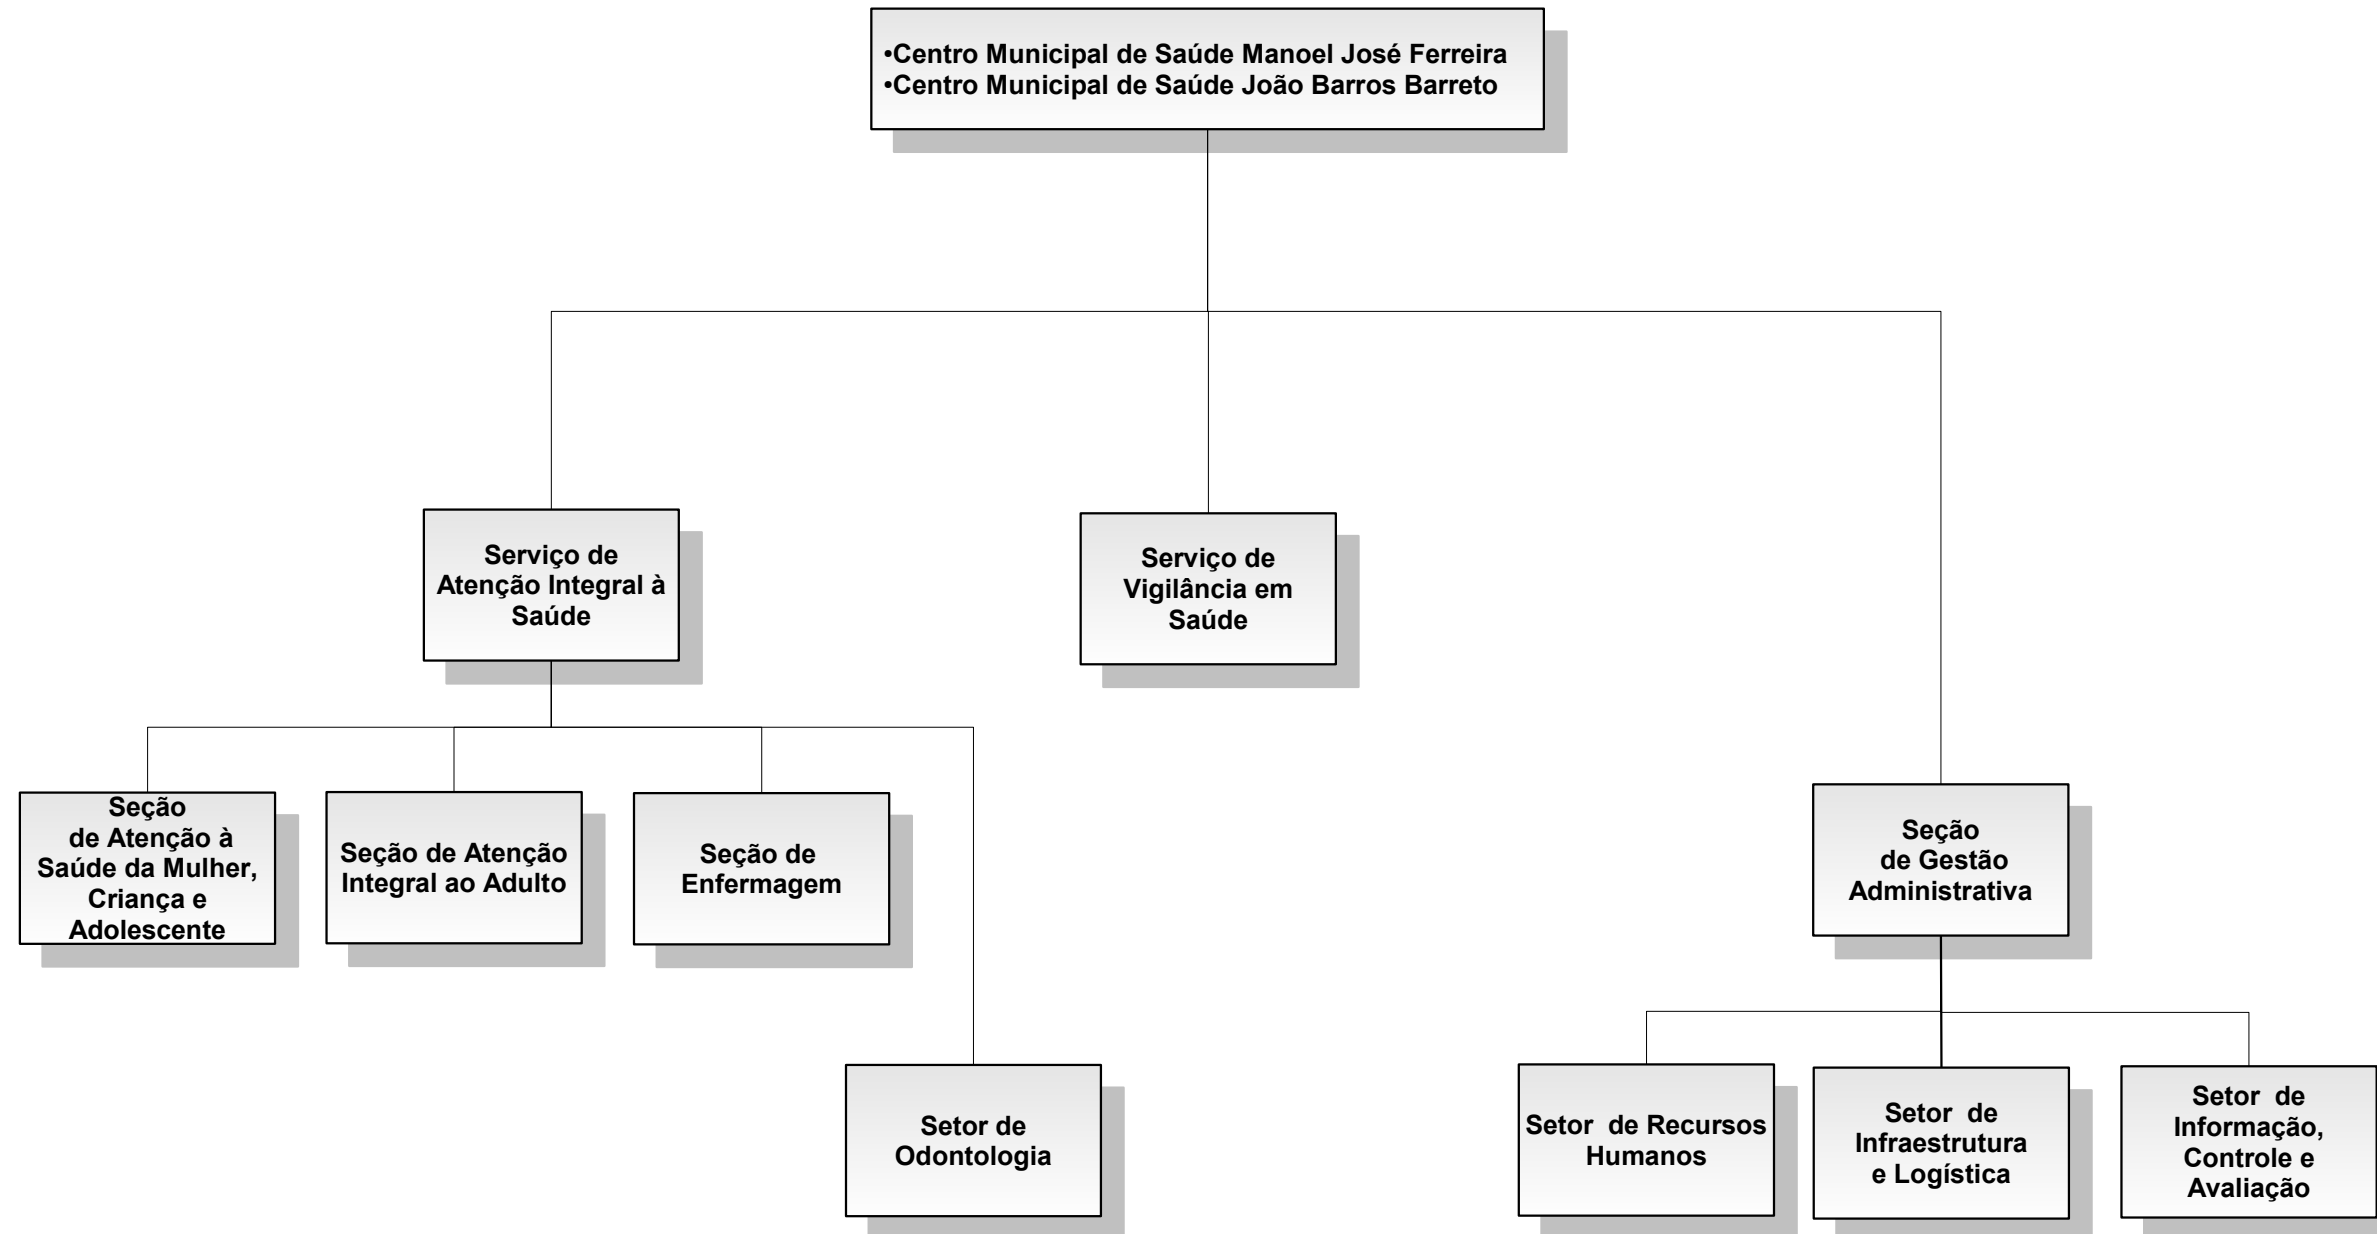 •Centro Municipal de Saúde Manoel José Ferreira
•Centro Municipal de Saúde João Barros Barreto
Serviço de
Atenção Integral à
Saúde
Serviço de
Vigilância em
Saúde
Seção
de Atenção à
Saúde da Mulher,
Criança e
Adolescente
Seção de Atenção
Integral ao Adulto
Seção de
Enfermagem
Seção
de Gestão
Administrativa
Setor de
Odontologia
Setor de Recursos
Humanos
Setor de
Infraestrutura
e Logística
Setor de
Informação,
Controle e
Avaliação